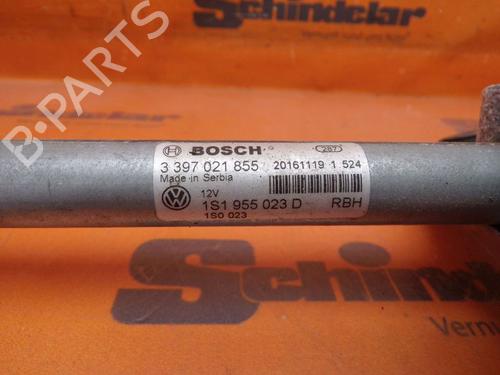 Schindelar
B-PARTS
BOSCH
287
3 397 021 855
20161119 1 524
Made in Serbia
12V
1S1 955 023 D
RBH
1S0 023
Schindelar